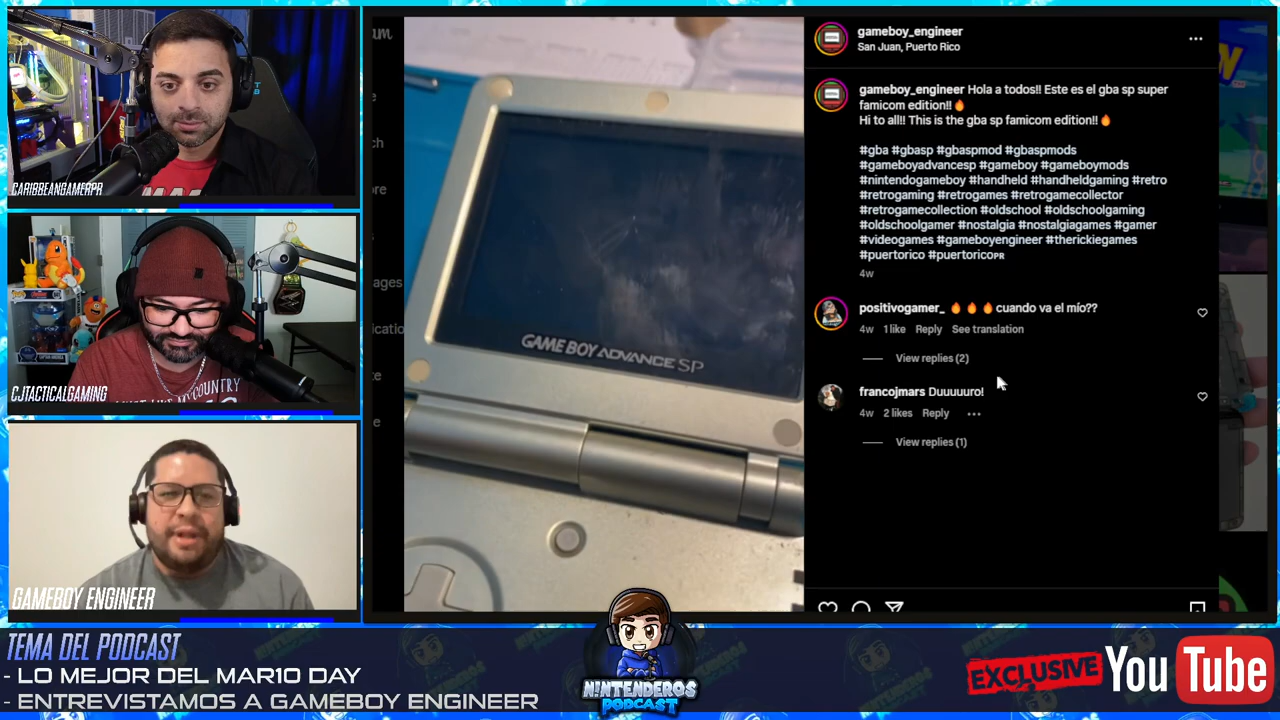 CARIBBEANGAMERPR
CJTACTICALGAMING
GAMEBOY ENGINEER
GAME BOY ADVANCE SP
gameboy_engineer
San Juan, Puerto Rico
gameboy_engineer Hola a todos!! Este es el gba sp super
famicom edition!!🔥
Hi to all!! This is the gba sp famicom edition!!🔥
#gba #gbasp #gbaspmod #gbaspmods
#gameboyadvancesp #gameboy #gameboymods
#nintendogameboy #handheld #handheldgaming #retro
#retrogaming #retrogames #retrogamecollector
#retrogamecollection #oldschool #oldschoolgaming
#oldschoolgamer #nostalgia #nostalgiagames #gamer
#videogames #gameboyengineer #therickiegames
#puertorico #puertoricoPR
4w
positivogamer_ 🔥🔥🔥cuando va el mío??
4w 1 like Reply See translation
View replies (2)
francojmars Duuuuuro!
4w 2 likes Reply
View replies (1)
TEMA DEL PODCAST
- LO MEJOR DEL MAR10 DAY
- ENTREVISTAMOS A GAMEBOY ENGINEER
N!NTENDEROS
PODCAST
EXCLUSIVE
YouTube